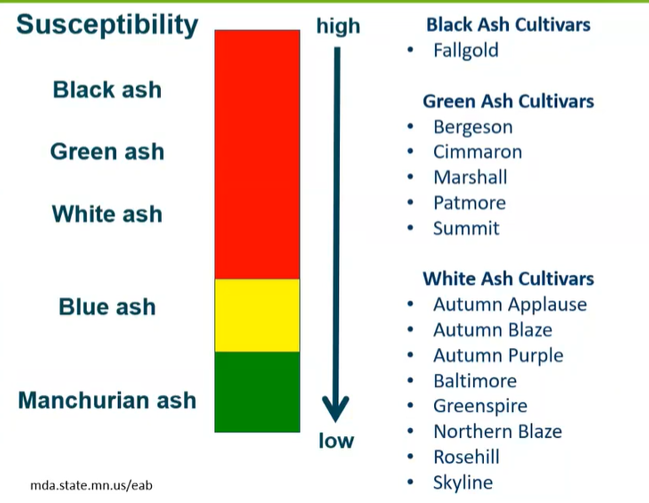 Susceptibility
high
Black ash
Green ash
White ash
Blue ash
Manchurian ash
low
mda.state.mn.us/eab
Black Ash Cultivars
• Fallgold
Green Ash Cultivars
• Bergeson
• Cimmaron
• Marshall
• Patmore
• Summit
White Ash Cultivars
• Autumn Applause
• Autumn Blaze
• Autumn Purple
• Baltimore
• Greenspire
• Northern Blaze
• Rosehill
• Skyline